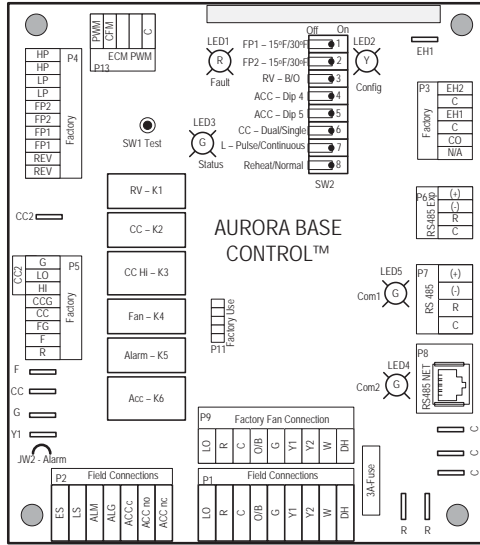 PWM
CFM
C
ECM PWM
P13
LED1
R
Fault
Off On
FP1 – 15ºF/30ºF 1
FP2 – 15ºF/30ºF 2
RV – B/O 3
ACC – Dip 4 4
ACC – Dip 5 5
CC – Dual/Single 6
L – Pulse/Continuous 7
Reheat/Normal 8
SW2
LED2
Y
Config
EH1
P4
HP
HP
LP
LP
FP2
FP2
FP1
FP1
REV
REV
Factory
SW1 Test
LED3
G
Status
P3
EH2
C
EH1
C
CO
N/A
Factory
RV – K1
CC – K2
CC Hi – K3
Fan – K4
Alarm – K5
Acc – K6
AURORA BASE
CONTROL™
P6
RS485 EXP
(+)
(-)
R
C
CC2
CC2
P5
G
LO
HI
CCG
CC
FG
F
R
Factory
Factory Use
P11
LED5
G
Com1
P7
RS 485
(+)
(-)
R
C
LED4
G
Com2
P8
RS485 NET
F
CC
G
Y1
JW2 - Alarm
P9 Factory Fan Connection
LO R C O/B G Y1 Y2 W DH
P2 Field Connections
ES LS ALM ALG ACC c ACC no ACC nc
P1 Field Connections
LO R C O/B G Y1 Y2 W DH
3A-Fuse
C
C
C
R R